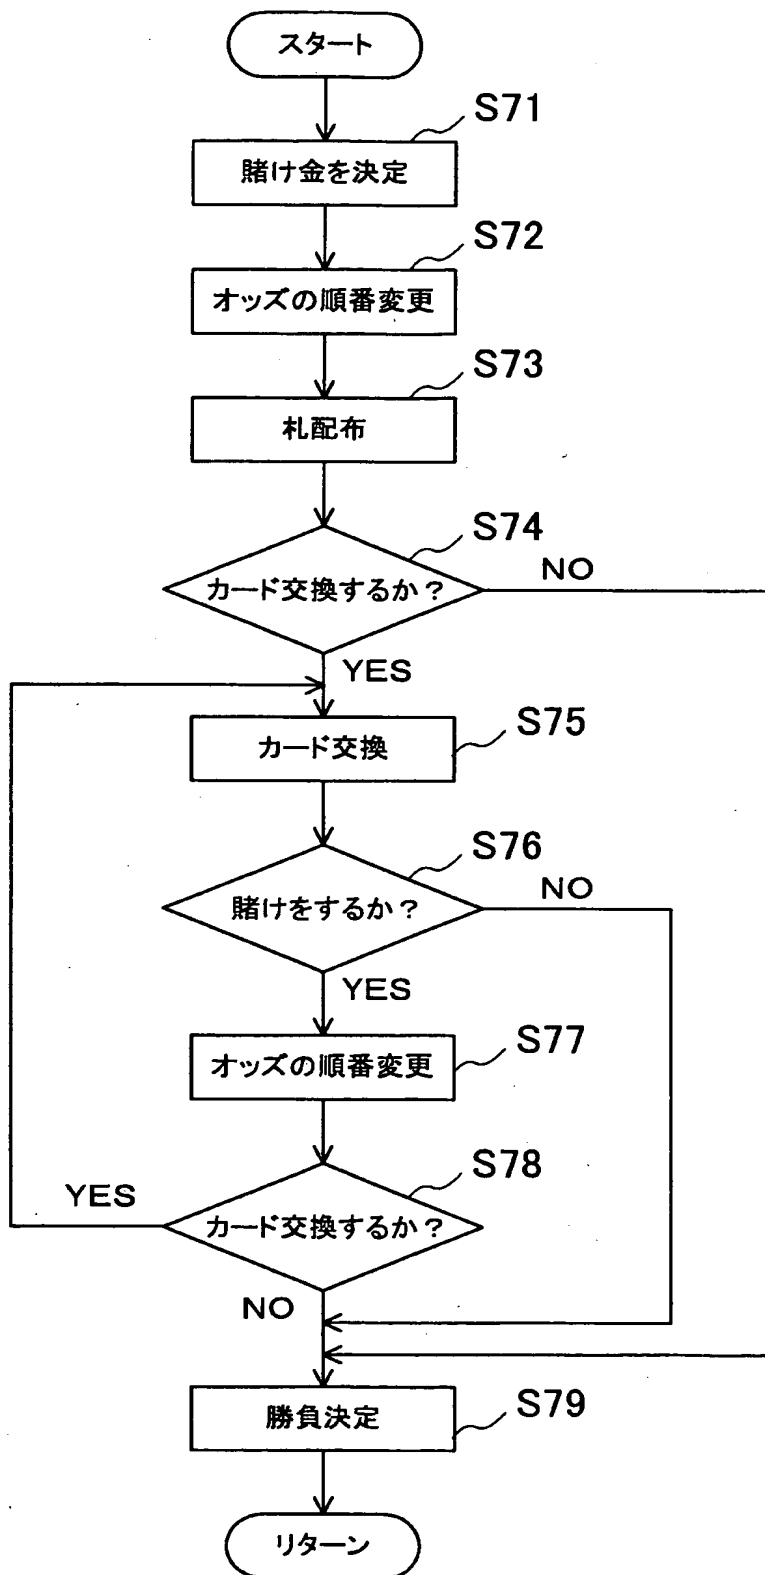 スタート
S71
賭け金を決定
S72
オッズの順番変更
S73
札配布
S74
カード交換するか?
NO
YES
S75
カード交換
S76
賭けをするか?
NO
YES
S77
オッズの順番変更
S78
カード交換するか?
YES
NO
S79
勝負決定
リターン